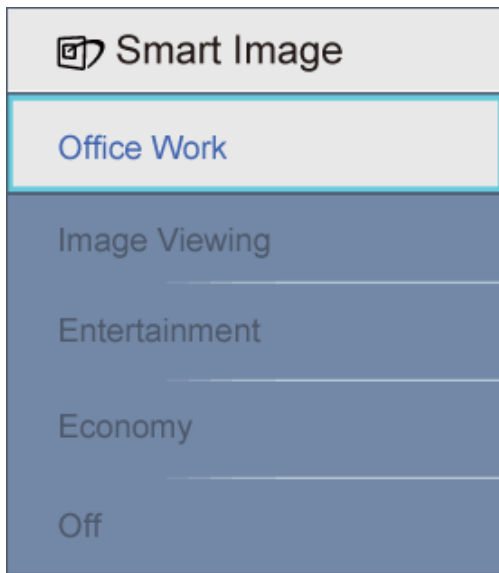 Smart Image
Office Work
Image Viewing
Entertainment
Economy
Off